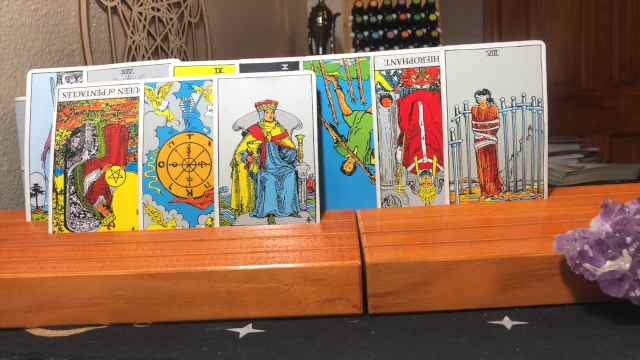 XIX
XI
HIEROPHANT.
VIII
QUEEN of PENTACLES.